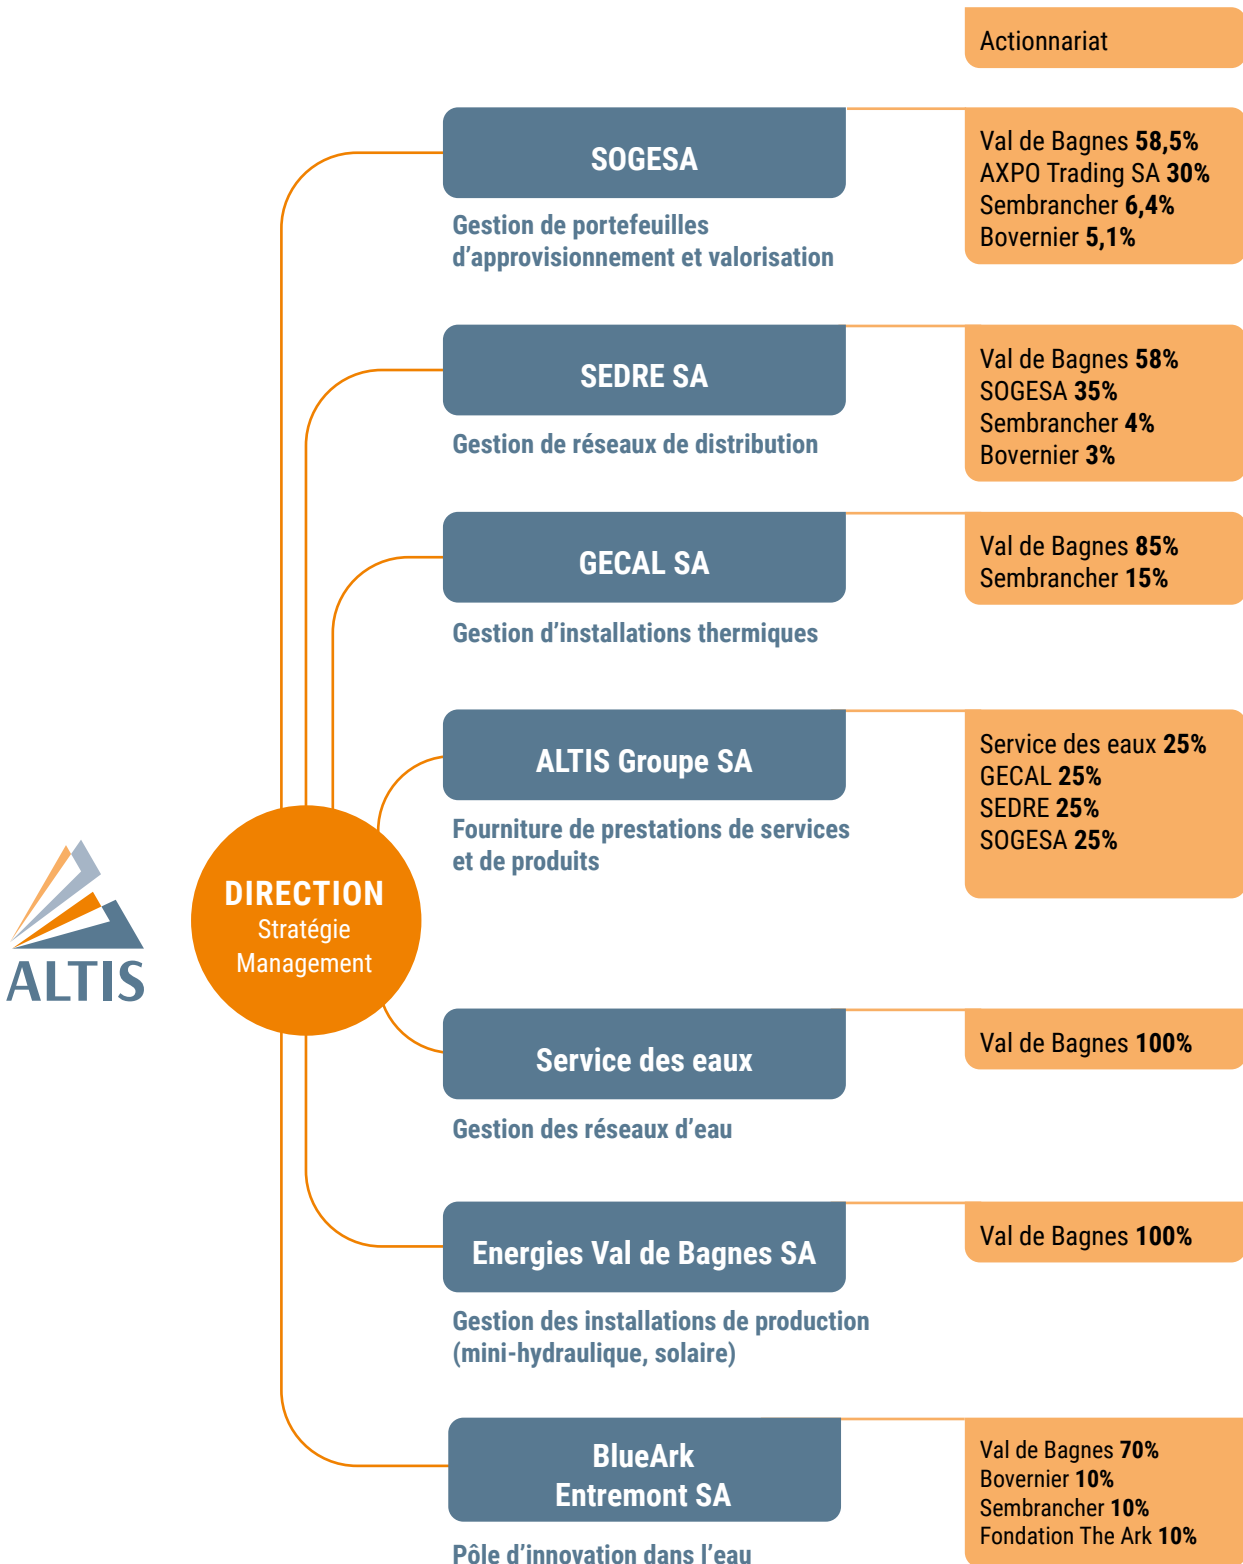 Actionnariat
SOGESA
Gestion de portefeuilles
d’approvisionnement et valorisation
Val de Bagnes 58,5%
AXPO Trading SA 30%
Sembrancher 6,4%
Bovernier 5,1%
SEDRE SA
Gestion de réseaux de distribution
Val de Bagnes 58%
SOGESA 35%
Sembrancher 4%
Bovernier 3%
GECAL SA
Gestion d’installations thermiques
Val de Bagnes 85%
Sembrancher 15%
ALTIS Groupe SA
Fourniture de prestations de services
et de produits
Service des eaux 25%
GECAL 25%
SEDRE 25%
SOGESA 25%
ALTIS
DIRECTION
Stratégie
Management
Service des eaux
Gestion des réseaux d’eau
Val de Bagnes 100%
Energies Val de Bagnes SA
Gestion des installations de production
(mini-hydraulique, solaire)
Val de Bagnes 100%
BlueArk
Entremont SA
Pôle d’innovation dans l’eau
Val de Bagnes 70%
Bovernier 10%
Sembrancher 10%
Fondation The Ark 10%